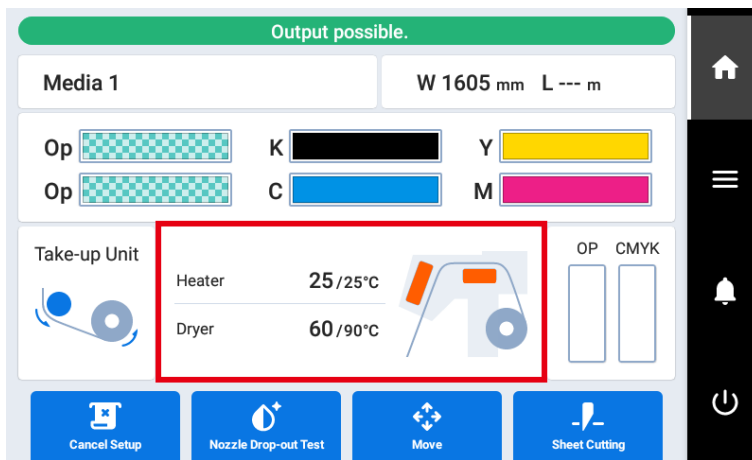 Output possible.
Media 1
W 1605 mm L --- m
Op K Y
Op C M
Take-up Unit
Heater 25/25°C
Dryer 60/90°C
OP CMYK
Cancel Setup
Nozzle Drop-out Test
Move
Sheet Cutting